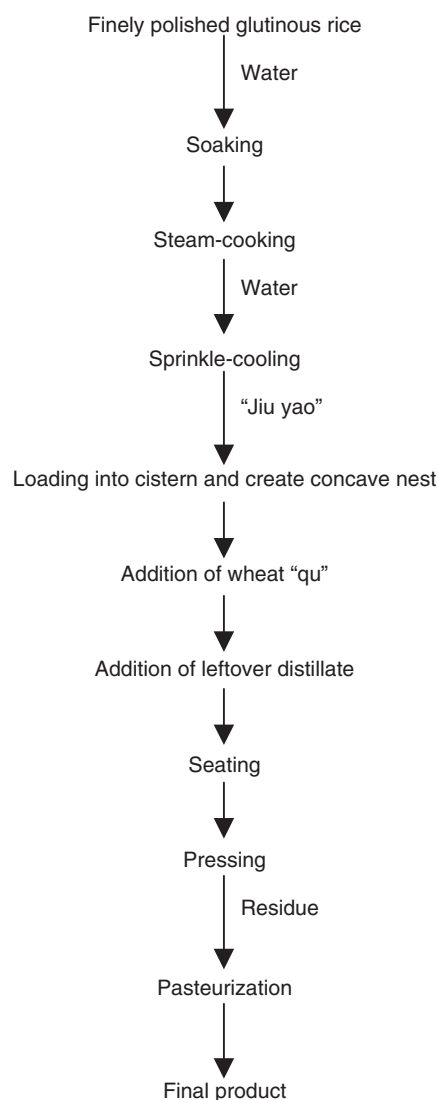 Finely polished glutinous rice
Water
Soaking
Steam-cooking
Water
Sprinkle-cooling
“Jiu yao”
Loading into cistern and create concave nest
Addition of wheat “qu”
Addition of leftover distillate
Seating
Pressing
Residue
Pasteurization
Final product